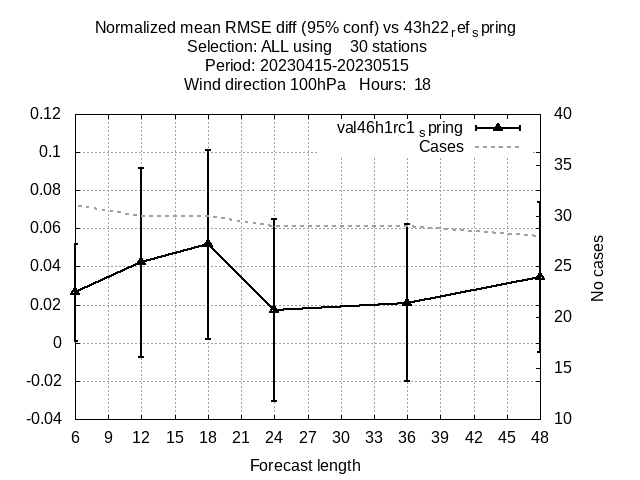 Normalized mean RMSE diff (95% conf) vs 43h22refspring
Selection: ALL using 30 stations
Period: 20230415-20230515
Wind direction 100hPa Hours: 18
val46h1rc1spring
Cases
0.12
0.1
0.08
0.06
0.04
0.02
0
-0.02
-0.04
40
35
30
25
20
15
10
No cases
6 9 12 15 18 21 24 27 30 33 36 39 42 45 48
Forecast length